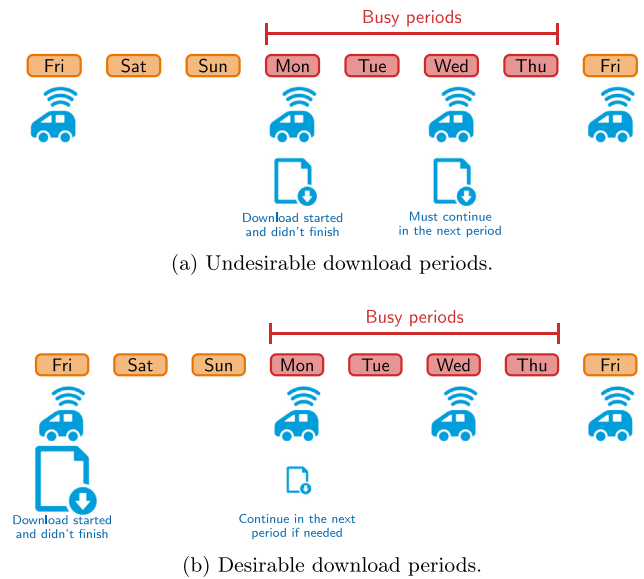 Busy periods
Fri Sat Sun Mon Tue Wed Thu Fri
Download started
and didn't finish
Must continue
in the next period
(a) Undesirable download periods.
Busy periods
Fri Sat Sun Mon Tue Wed Thu Fri
Download started
and didn't finish
Continue in the next
period if needed
(b) Desirable download periods.